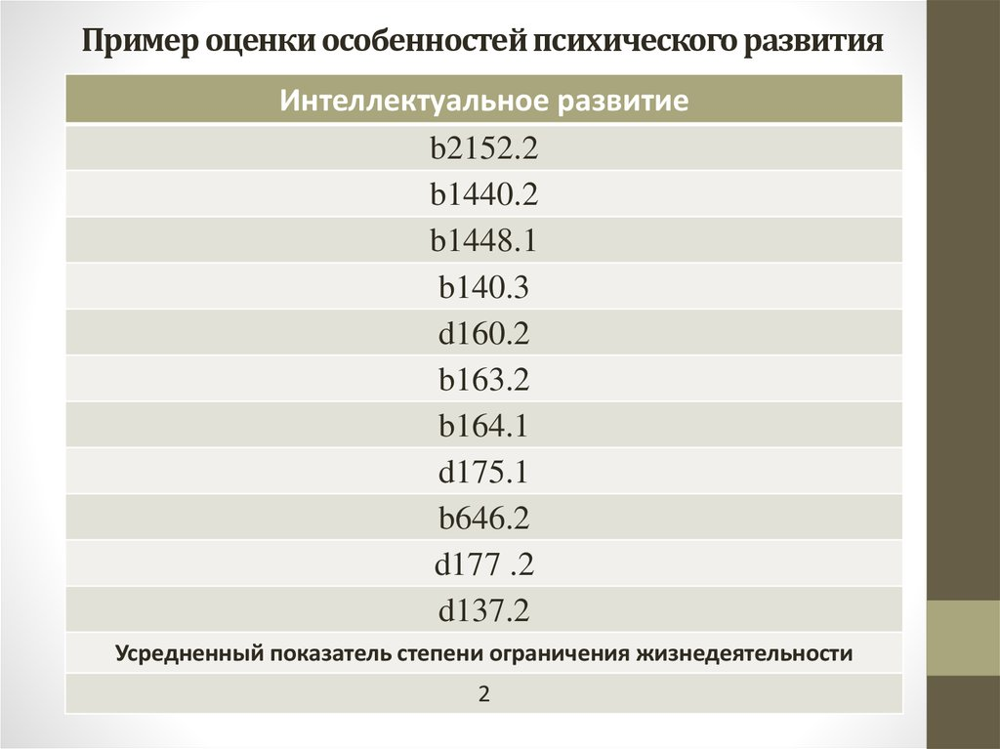 Пример оценки особенностей психического развития
Интеллектуальное развитие
b2152.2
b1440.2
b1448.1
b140.3
d160.2
b163.2
b164.1
d175.1
b646.2
d177 .2
d137.2
Усредненный показатель степени ограничения жизнедеятельности
2